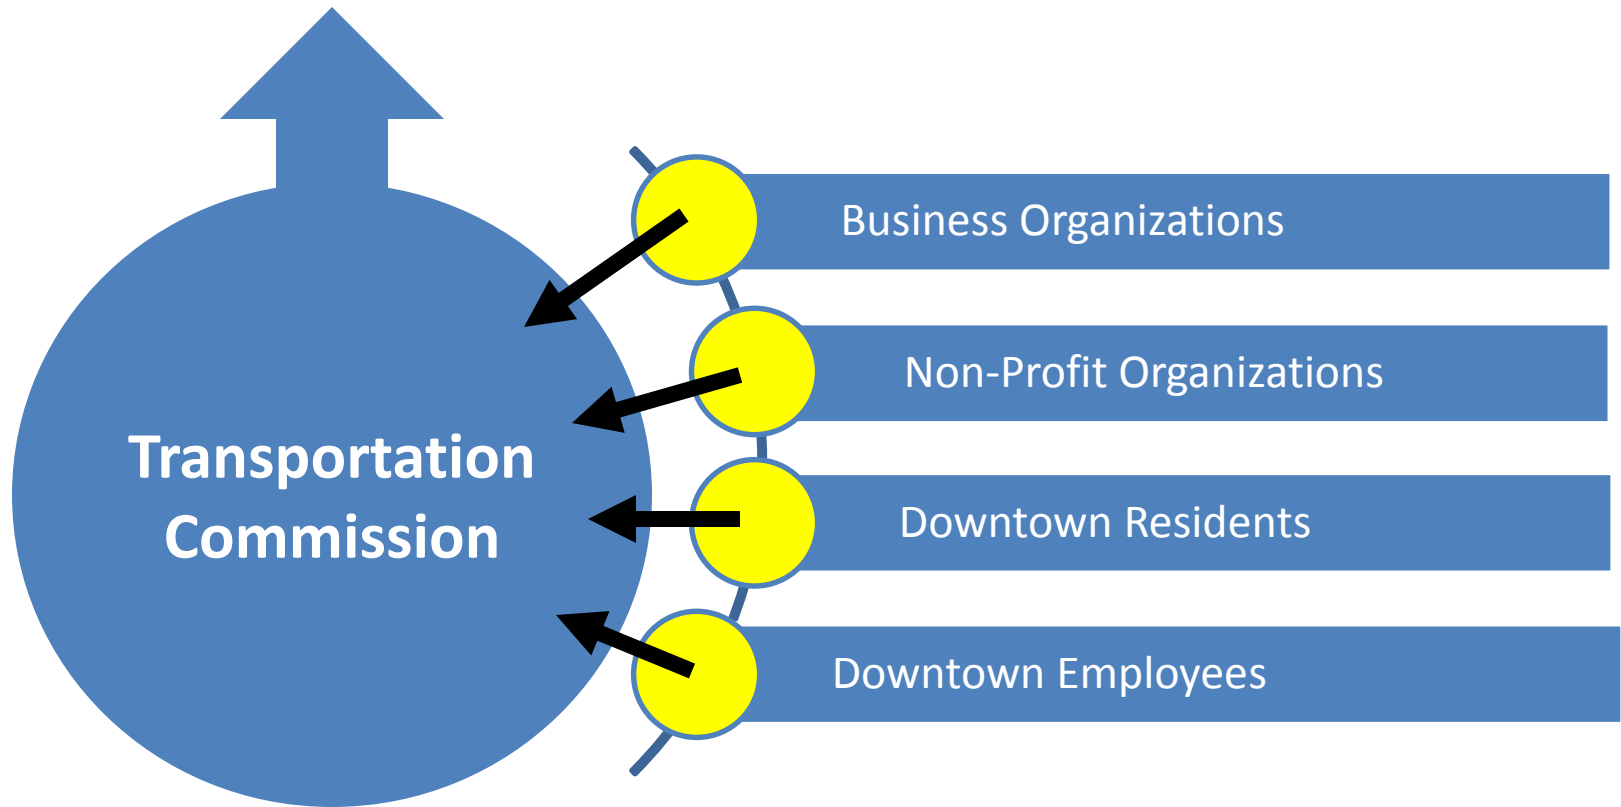 Transportation
Commission
Business Organizations
Non-Profit Organizations
Downtown Residents
Downtown Employees